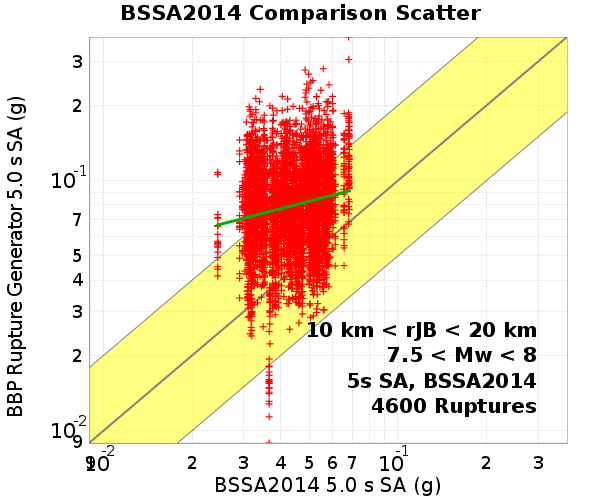 BSSA2014 Comparison Scatter
BBP Rupture Generator 5.0 s SA (g)
3
2
10^-1
7
5
4
3
2
10^-2
9
10 km < rJB < 20 km
7.5 < Mw < 8
5s SA, BSSA2014
4600 Ruptures
9 10^-2 2 3 4 5 6 7 10^-1 2 3
BSSA2014 5.0 s SA (g)